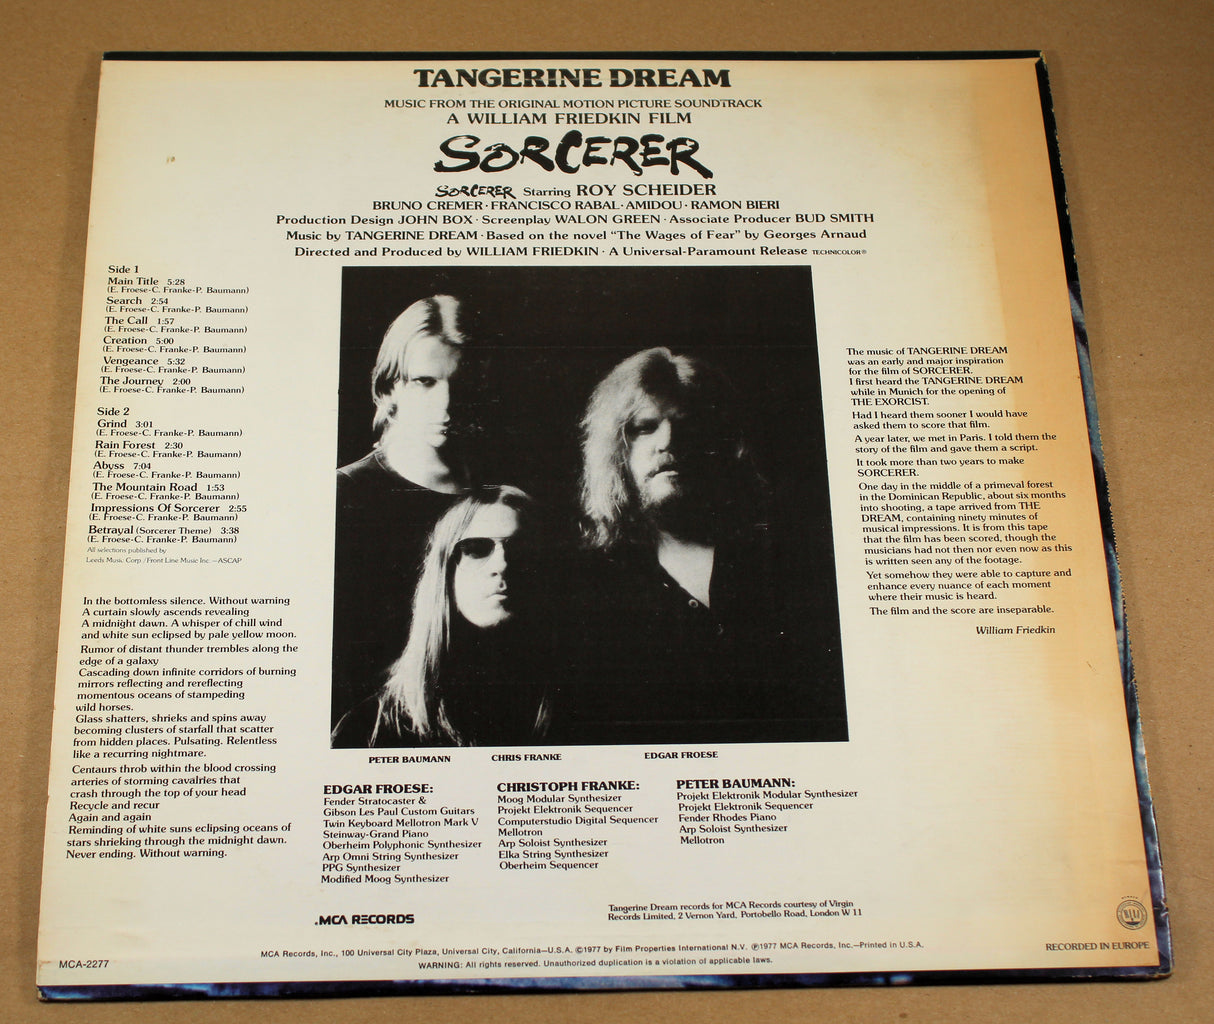 TANGERINE DREAM
MUSIC FROM THE ORIGINAL MOTION PICTURE SOUNDTRACK
A WILLIAM FRIEDKIN FILM
SORCERER
SORCERER Starring ROY SCHEIDER
BRUNO CREMER · FRANCISCO RABAL · AMIDOU · RAMON BIERI
Production Design JOHN BOX · Screenplay WALON GREEN · Associate Producer BUD SMITH
Music by TANGERINE DREAM · Based on the novel “The Wages of Fear” by Georges Arnaud
Directed and Produced by WILLIAM FRIEDKIN · A Universal-Paramount Release TECHNICOLOR®
Side 1
Main Title 5:28
(E. Froese-C. Franke-P. Baumann)
Search 2:54
(E. Froese-C. Franke-P. Baumann)
The Call 1:57
(E. Froese-C. Franke-P. Baumann)
Creation 5:00
(E. Froese-C. Franke-P. Baumann)
Vengeance 5:32
(E. Froese-C. Franke-P. Baumann)
The Journey 2:00
(E. Froese-C. Franke-P. Baumann)
Side 2
Grind 3:01
(E. Froese-C. Franke-P. Baumann)
Rain Forest 2:30
(E. Froese-C. Franke-P. Baumann)
Abyss 7:04
(E. Froese-C. Franke-P. Baumann)
The Mountain Road 1:53
(E. Froese-C. Franke-P. Baumann)
Impressions Of Sorcerer 2:55
(E. Froese-C. Franke-P. Baumann)
Betrayal (Sorcerer Theme) 3:38
(E. Froese-C. Franke-P. Baumann)
All selections published by
Leeds Music Corp./Front Line Music Inc. —ASCAP
In the bottomless silence. Without warning
A curtain slowly ascends revealing
A midnight dawn. A whisper of chill wind
and white sun eclipsed by pale yellow moon.
Rumor of distant thunder trembles along the
edge of a galaxy
Cascading down infinite corridors of burning
mirrors reflecting and rereflecting
momentous oceans of stampeding
wild horses.
Glass shatters, shrieks and spins away
becoming clusters of starfall that scatter
from hidden places. Pulsating. Relentless
like a recurring nightmare.
Centaurs throb within the blood crossing
arteries of storming cavalries that
crash through the top of your head
Recycle and recur
Again and again
Reminding of white suns eclipsing oceans of
stars shrieking through the midnight dawn.
Never ending. Without warning.
The music of TANGERINE DREAM
was an early and major inspiration
for the film of SORCERER.
I first heard the TANGERINE DREAM
while in Munich for the opening of
THE EXORCIST.
Had I heard them sooner I would have
asked them to score that film.
A year later, we met in Paris. I told them the
story of the film and gave them a script.
It took more than two years to make
SORCERER.
One day in the middle of a primeval forest
in the Dominican Republic, about six months
into shooting, a tape arrived from THE
DREAM, containing ninety minutes of
musical impressions. It is from this tape
that the film has been scored, though the
musicians had not then nor even now as this
is written seen any of the footage.
Yet somehow they were able to capture and
enhance every nuance of each moment
where their music is heard.
The film and the score are inseparable.
William Friedkin
PETER BAUMANN CHRIS FRANKE EDGAR FROESE
EDGAR FROESE:
Fender Stratocaster &
Gibson Les Paul Custom Guitars
Twin Keyboard Mellotron Mark V
Steinway-Grand Piano
Oberheim Polyphonic Synthesizer
Arp Omni String Synthesizer
PPG Synthesizer
Modified Moog Synthesizer
CHRISTOPH FRANKE:
Moog Modular Synthesizer
Projekt Elektronik Sequencer
Computerstudio Digital Sequencer
Mellotron
Arp Soloist Synthesizer
Elka String Synthesizer
Oberheim Sequencer
PETER BAUMANN:
Projekt Elektronik Modular Synthesizer
Projekt Elektronik Sequencer
Fender Rhodes Piano
Arp Soloist Synthesizer
Mellotron
.MCA RECORDS
Tangerine Dream records for MCA Records courtesy of Virgin
Records Limited, 2 Vernon Yard, Portobello Road, London W 11
RECORDED IN EUROPE
MCA Records, Inc., 100 Universal City Plaza, Universal City, California—U.S.A. ©1977 by Film Properties International N.V. ℗1977 MCA Records, Inc.—Printed in U.S.A.
WARNING: All rights reserved. Unauthorized duplication is a violation of applicable laws.
MCA-2277